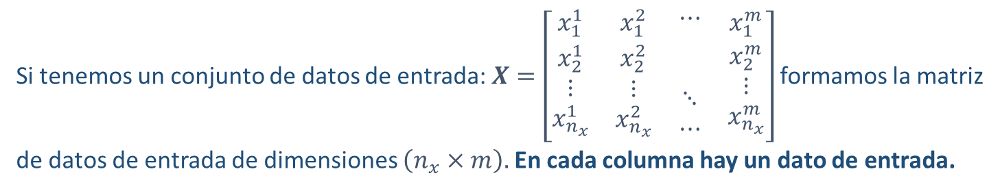 Si tenemos un conjunto de datos de entrada: $\boldsymbol{X} = \begin{bmatrix} x_1^1 & x_1^2 & \cdots & x_1^m \\ x_2^1 & x_2^2 & & x_2^m \\ \vdots & \vdots & \ddots & \vdots \\ x_{n_x}^1 & x_{n_x}^2 & \cdots & x_{n_x}^m \end{bmatrix}$ formamos la matriz
de datos de entrada de dimensiones $(n_x \times m)$. En cada columna hay un dato de entrada.